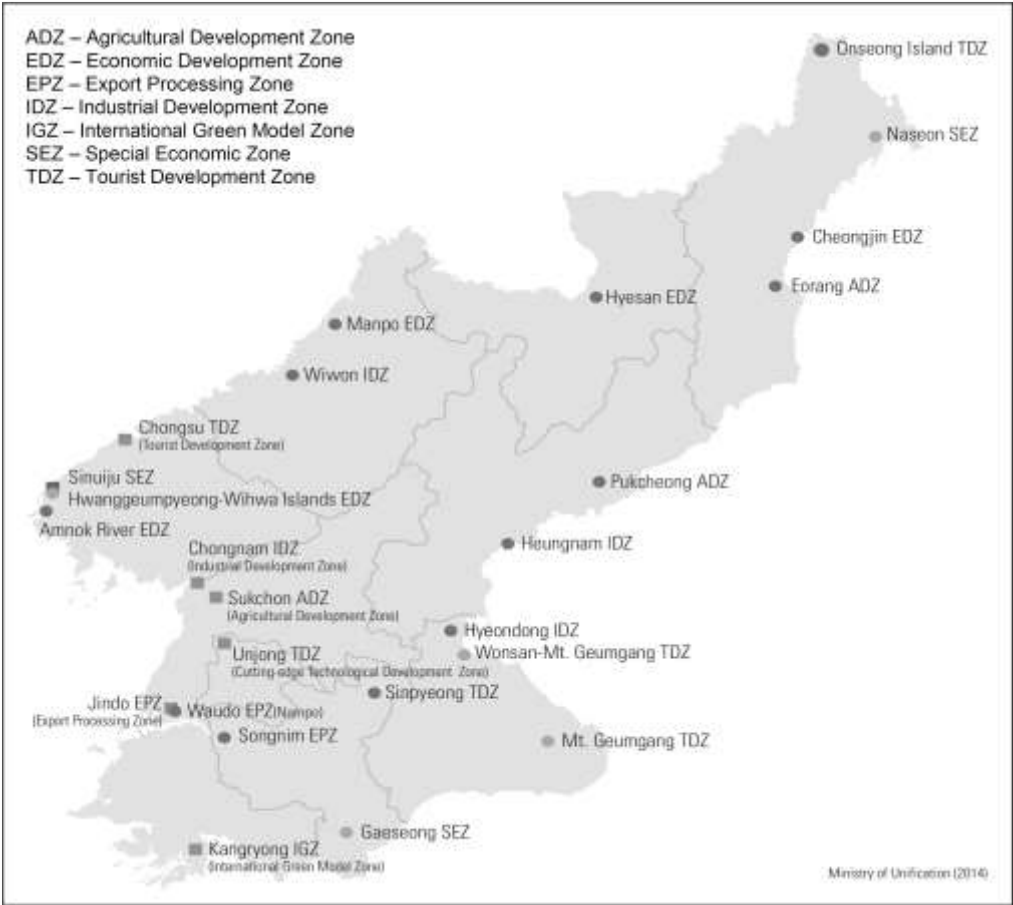 ADZ – Agricultural Development Zone
EDZ – Economic Development Zone
EPZ – Export Processing Zone
IDZ – Industrial Development Zone
IGZ – International Green Model Zone
SEZ – Special Economic Zone
TDZ – Tourist Development Zone
Onseong Island TDZ
Naseon SEZ
Cheongjin EDZ
Eorang ADZ
Hyesan EDZ
Manpo EDZ
Wiwon IDZ
Chongsu TDZ
(Tourist Development Zone)
Sinuiju SEZ
Hwanggeumpyeong-Wihwa Islands EDZ
Amnok River EDZ
Pukcheong ADZ
Heungnam IDZ
Chongnam IDZ
(Industrial Development Zone)
Sukchon ADZ
(Agricultural Development Zone)
Hyeondong IDZ
Wonsan-Mt. Geumgang TDZ
Unjong TDZ
(Cutting-edge Technological Development Zone)
Sinpyeong TDZ
Jindo EPZ
(Export Processing Zone)
Waudo EPZ(Nampo)
Songnim EPZ
Mt. Geumgang TDZ
Gaeseong SEZ
Kangryong IGZ
(International Green Model Zone)
Ministry of Unification (2014)